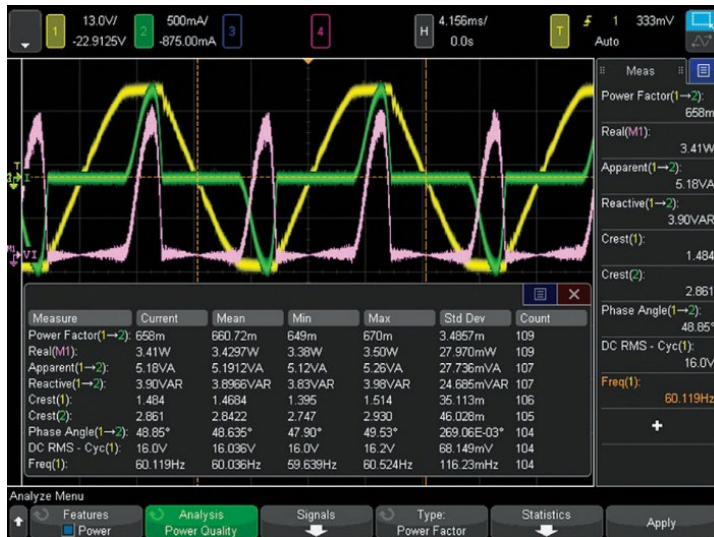 1 13.0V/ 2 500mA/ 3 4 H 4.156ms/ T 1 333mV
-22.9125V -875.00mA 0.0s Auto
Meas
Power Factor(1→2):
658m
Real(M1):
3.41W
Apparent(1→2):
5.18VA
Reactive(1→2):
3.90VAR
Crest(1):
1.484
Crest(2):
2.861
Phase Angle(1→2):
48.85°
DC RMS - Cyc(1):
16.0V
Freq(1):
60.119Hz
+
T
I
M1
VI
Measure Current Mean Min Max Std Dev Count
Power Factor(1→2): 658m 660.72m 649m 670m 3.4857m 109
Real(M1): 3.41W 3.4297W 3.38W 3.50W 27.970mW 109
Apparent(1→2): 5.18VA 5.1912VA 5.12VA 5.26VA 27.736mVA 107
Reactive(1→2): 3.90VAR 3.8966VAR 3.83VAR 3.98VAR 24.685mVAR 107
Crest(1): 1.484 1.4684 1.395 1.514 35.113m 106
Crest(2): 2.861 2.8422 2.747 2.930 46.028m 105
Phase Angle(1→2): 48.85° 48.635° 47.90° 49.53° 269.06E-03° 104
DC RMS - Cyc(1): 16.0V 16.036V 16.0V 16.2V 68.149mV 104
Freq(1): 60.119Hz 60.036Hz 59.639Hz 60.524Hz 116.23mHz 104
Analyze Menu
Features Analysis Signals Type: Statistics Apply
Power Power Quality Power Factor